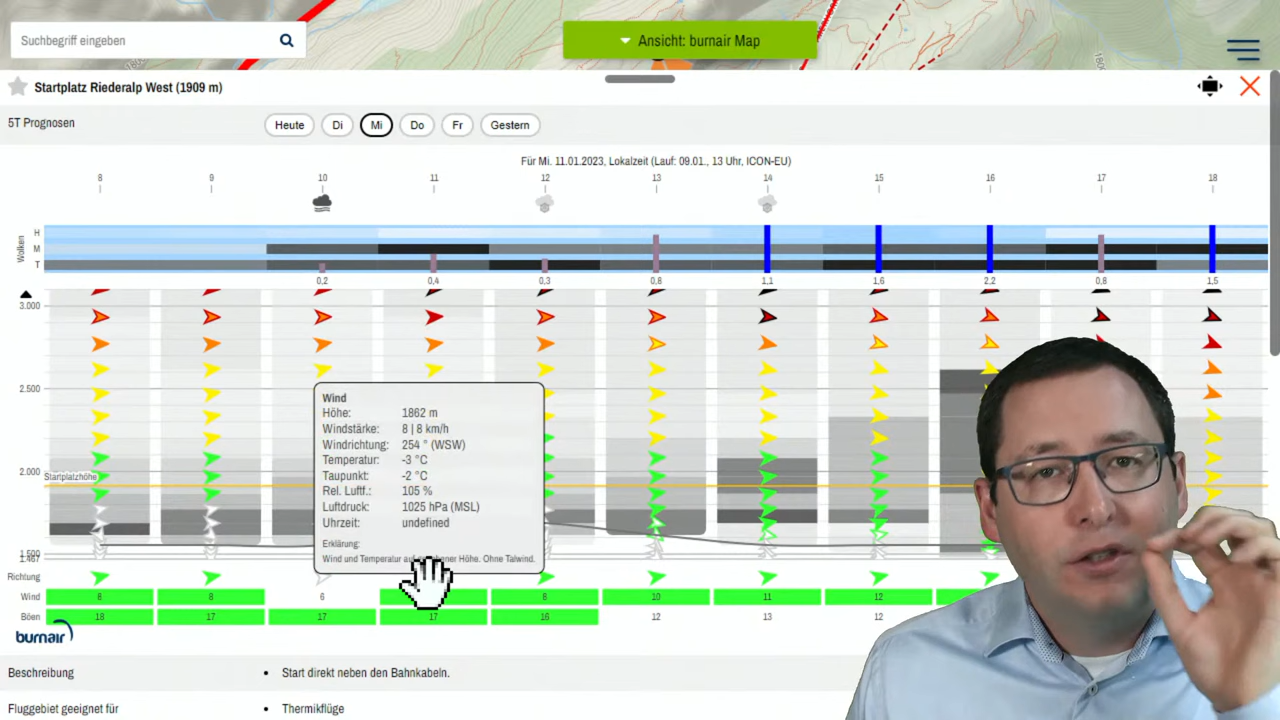 Suchbegriff eingeben
Ansicht: burnair Map
Startplatz Riederalp West (1909 m)
5T Prognosen
Heute Di Mi Do Fr Gestern
Für Mi. 11.01.2023, Lokalzeit (Lauf: 09.01., 13 Uhr, ICON-EU)
8 9 10 11 12 13 14 15 16 17 18
Wolken
H
M
T
0,2 0,4 0,3 0,8 1,1 1,6 2,2 0,8 1,5
3.000
2.500
2.000
Startplatzhöhe
1.500
1.467
Wind
Höhe: 1862 m
Windstärke: 8 | 8 km/h
Windrichtung: 254 ° (WSW)
Temperatur: -3 °C
Taupunkt: -2 °C
Rel. Luftf.: 105 %
Luftdruck: 1025 hPa (MSL)
Uhrzeit: undefined
Erklärung:
Wind und Temperatur auf Höhe. Ohne Talwind.
Richtung
Wind 6 8 6 8 10 11 12
Böen 18 17 17 17 16 12 13 12
burnair
Beschreibung • Start direkt neben den Bahnkabeln.
Fluggebiet geeignet für • Thermikflüge